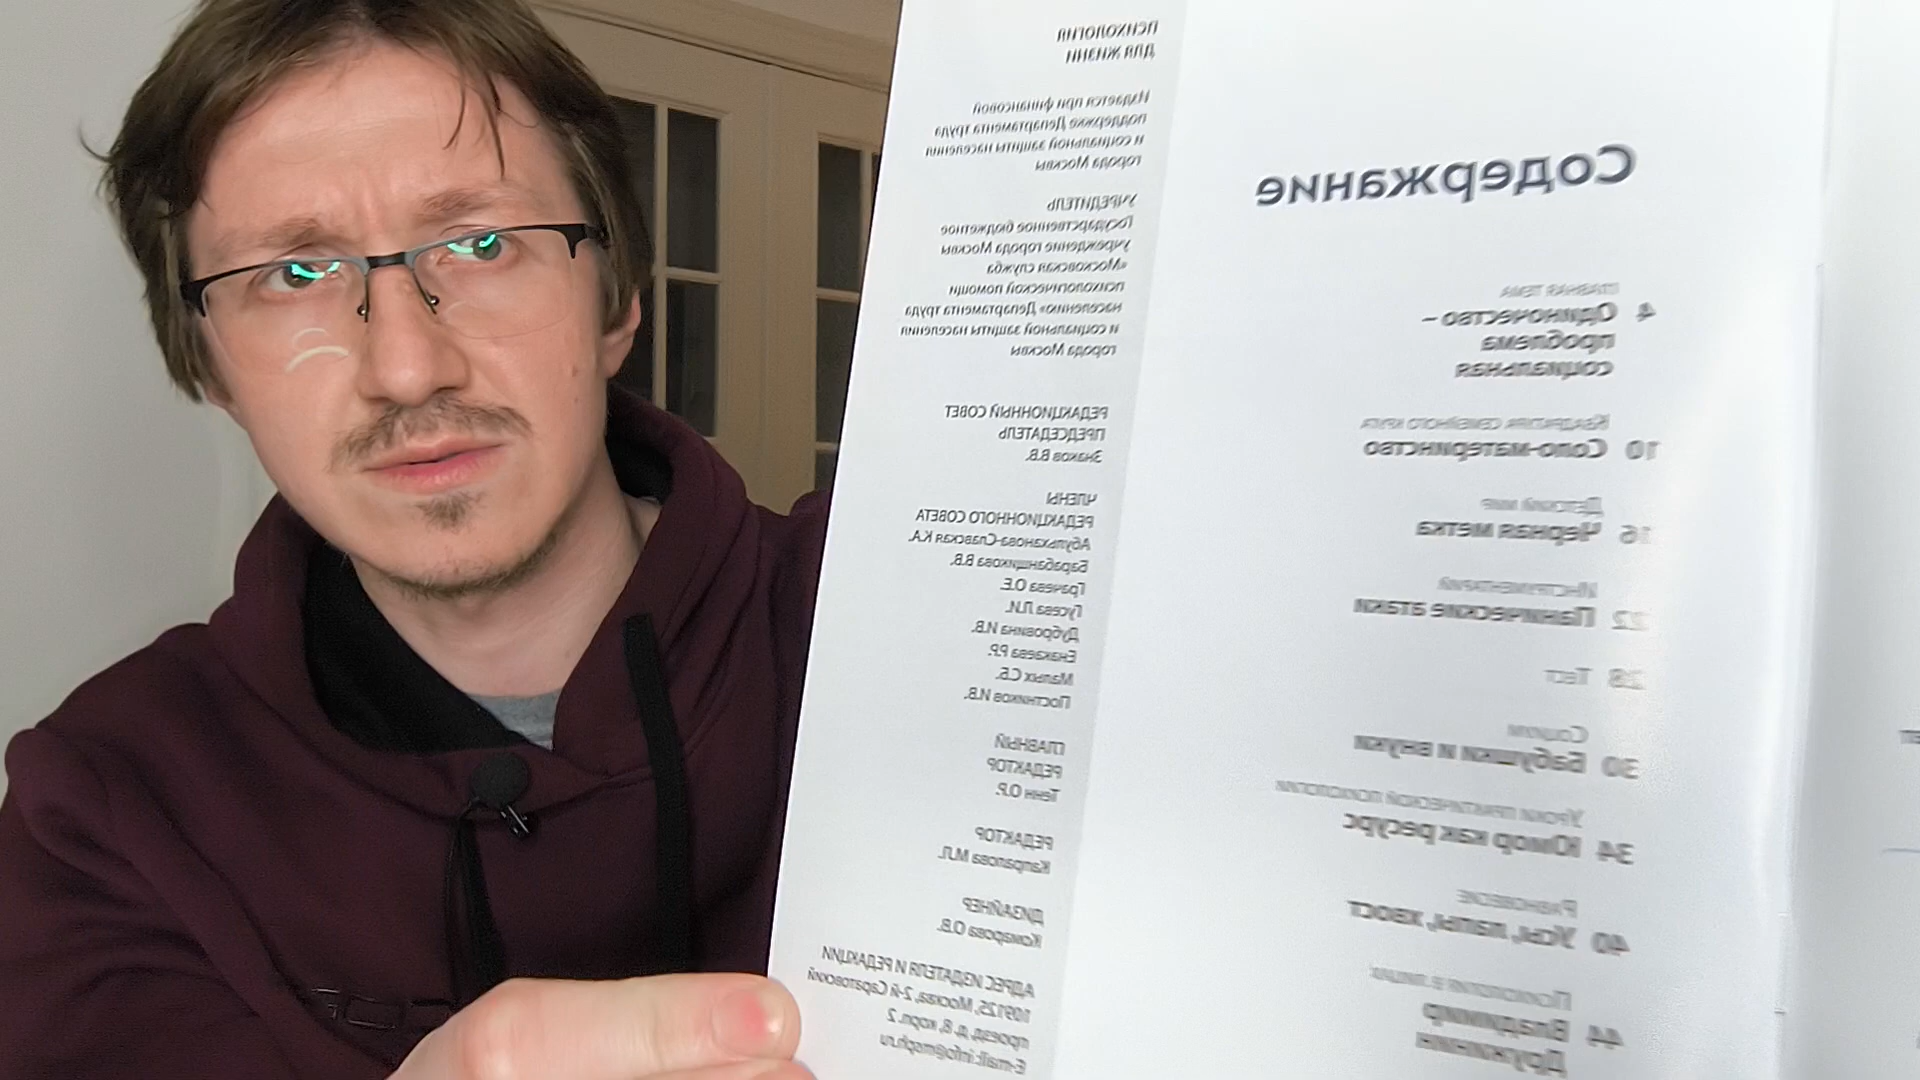 ПСИХОЛОГИЯ
ДЛЯ ЖИЗНИ
Издается при финансовой
поддержке Департамента труда
и социальной защиты населения
города Москвы
УЧРЕДИТЕЛЬ
Государственное бюджетное
учреждение города Москвы
«Московская служба
психологической помощи
населению» Департамента труда
и социальной защиты населения
города Москвы
РЕДАКЦИОННЫЙ СОВЕТ
ПРЕДСЕДАТЕЛЬ
Знаков В.В.
ЧЛЕНЫ
РЕДАКЦИОННОГО СОВЕТА
Абульханова-Славская К.А.
Барабанщикова В.В.
Грачева О.Е.
Гусева Л.И.
Дубровина И.В.
Енакаева Р.Р.
Малых С.Б.
Постников И.В.
ГЛАВНЫЙ
РЕДАКТОР
Тенн О.Р.
РЕДАКТОР
Карапова М.Л.
ДИЗАЙНЕР
Комарова О.В.
АДРЕС ИЗДАТЕЛЯ И РЕДАКЦИИ
109125, Москва, 2-й Саратовский
проезд, д. 8, корп. 2
E-mail: info@msph.ru
Содержание
ГЛАВНАЯ ТЕМА
4 Одиночество –
проблема
социальная
КВАДРАТУРА СЕМЕЙНОГО КРУГА
10 Соло-материнство
ДЕТСКИЙ МИР
16 Черная метка
ИНСТРУМЕНТАРИЙ
22 Панические атаки
28 Тест
СОЦИУМ
30 Бабушки и внуки
УРОКИ ПРАКТИЧЕСКОЙ ПСИХОЛОГИИ
34 Юмор как ресурс
РАВНОВЕСИЕ
40 Усы, лапы, хвост
ПСИХОЛОГИЯ В ЛИЦАХ
44 Владимир
Дружинин